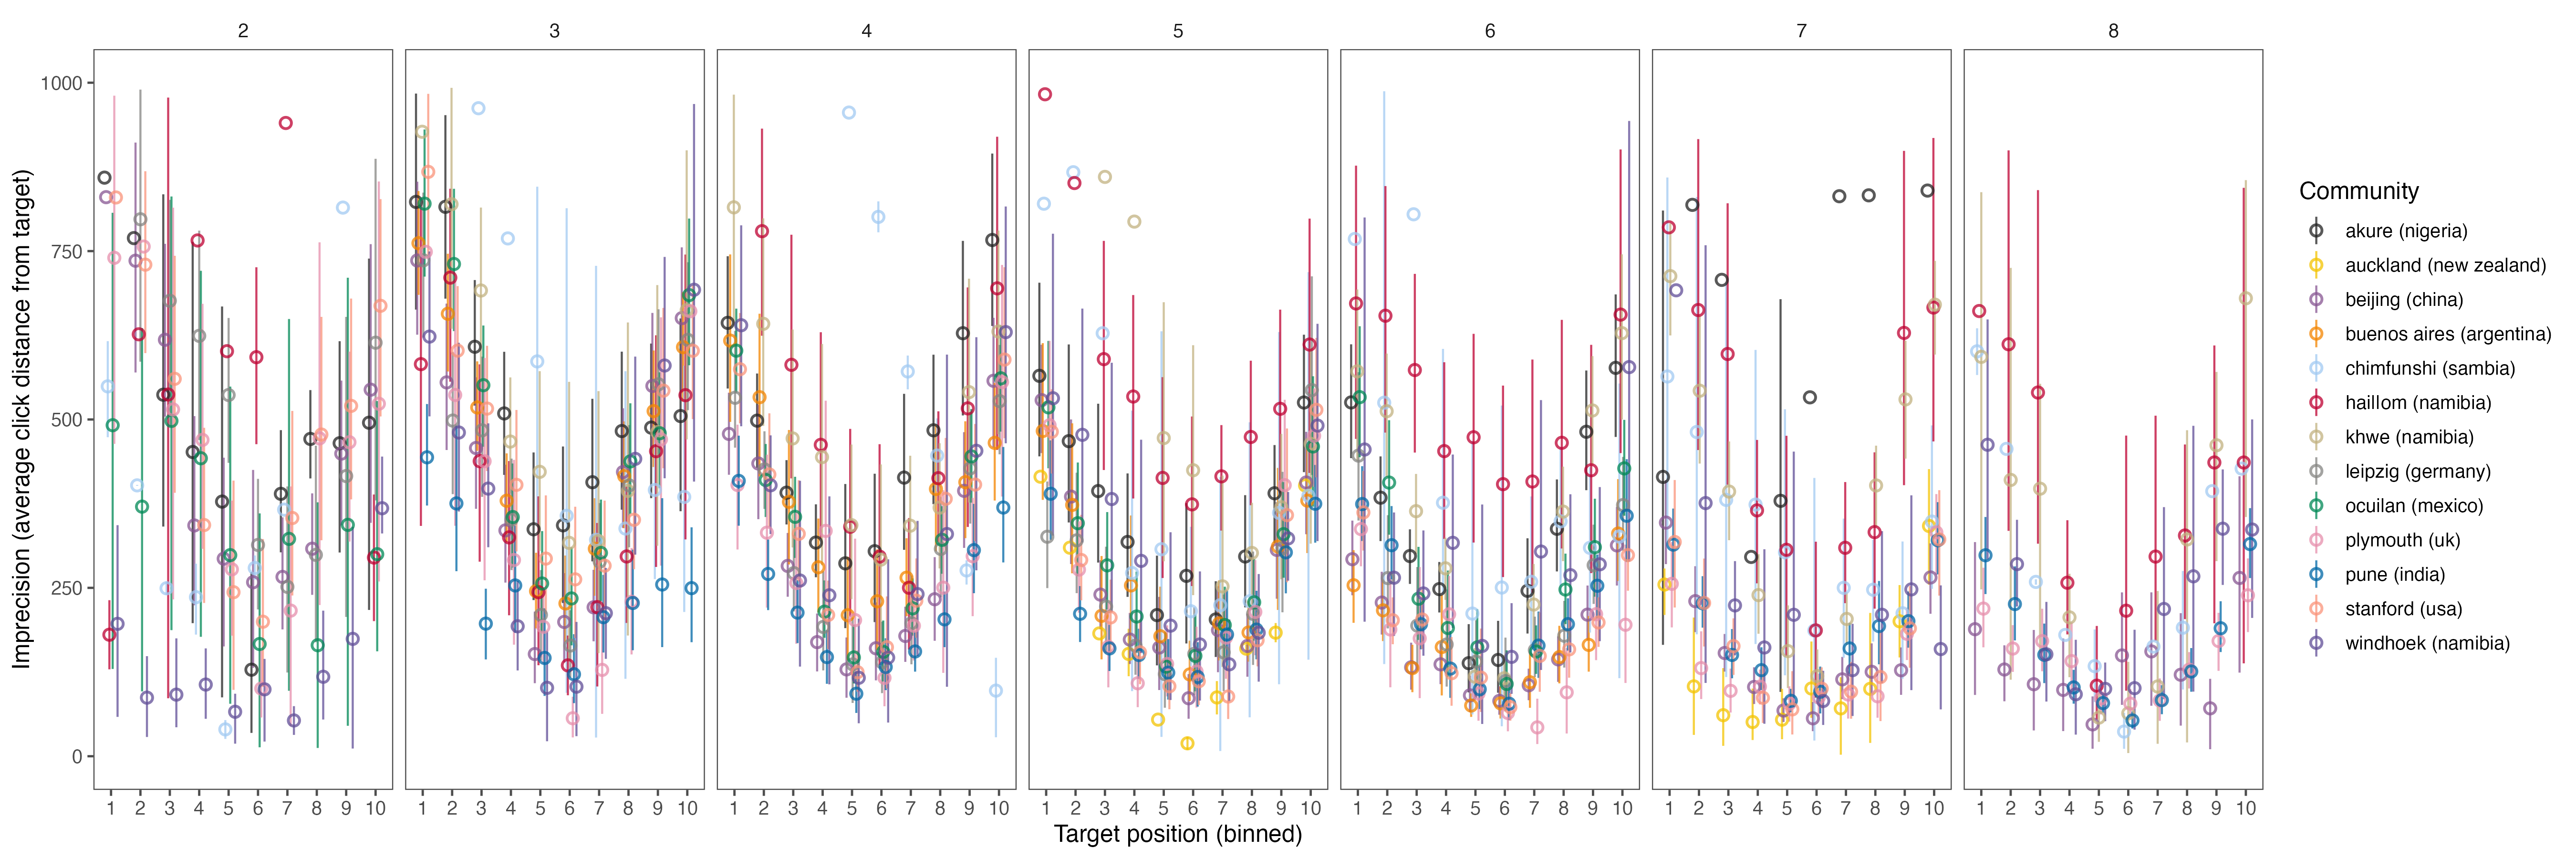 2 3 4 5 6 7 8
Imprecision (average click distance from target)
1000
750
500
250
0
1 2 3 4 5 6 7 8 9 10 1 2 3 4 5 6 7 8 9 10 1 2 3 4 5 6 7 8 9 10 1 2 3 4 5 6 7 8 9 10 1 2 3 4 5 6 7 8 9 10 1 2 3 4 5 6 7 8 9 10 1 2 3 4 5 6 7 8 9 10
Target position (binned)
Community
akure (nigeria)
auckland (new zealand)
beijing (china)
buenos aires (argentina)
chimfunshi (sambia)
haillom (namibia)
khwe (namibia)
leipzig (germany)
ocuilan (mexico)
plymouth (uk)
pune (india)
stanford (usa)
windhoek (namibia)